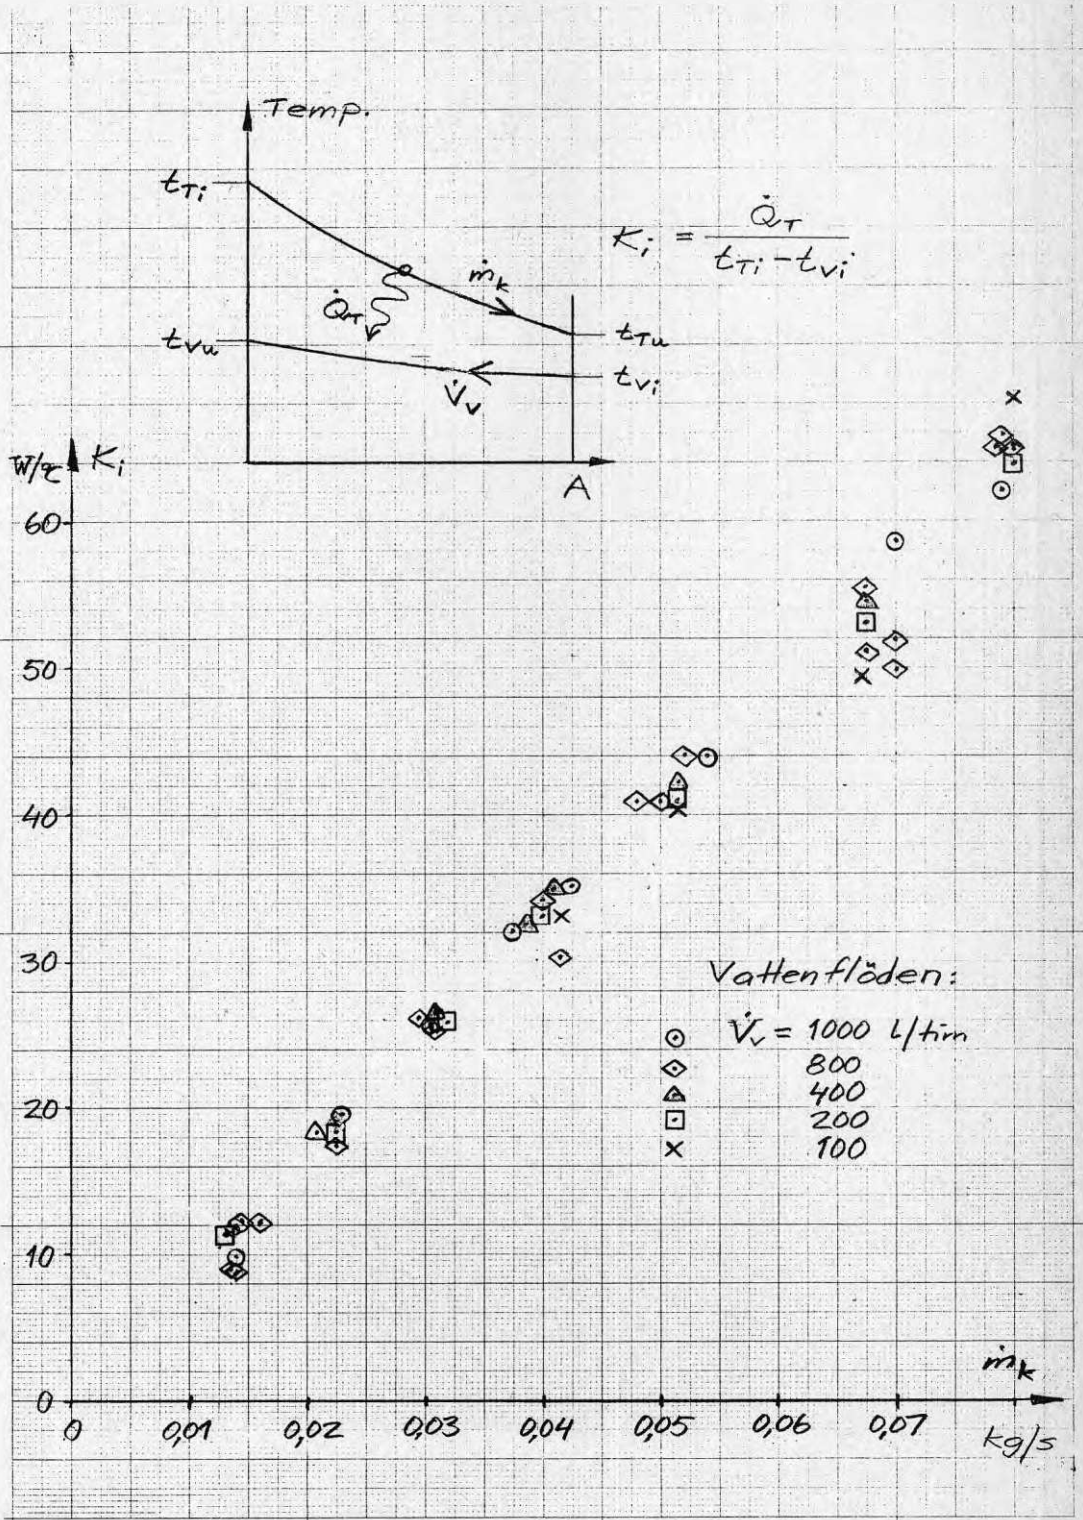 Temp.
t_Ti
K_i = Q̇_T / (t_Ti - t_vi)
ṁ_k
Q̇_T
t_Tu
t_vu
t_vi
V̇_v
A
W/°C K_i
60
50
40
30
20
10
0
Vattenflöden:
⊙ V̇_v = 1000 l/tim
800
400
200
100
ṁ_k
0 0,01 0,02 0,03 0,04 0,05 0,06 0,07 kg/s